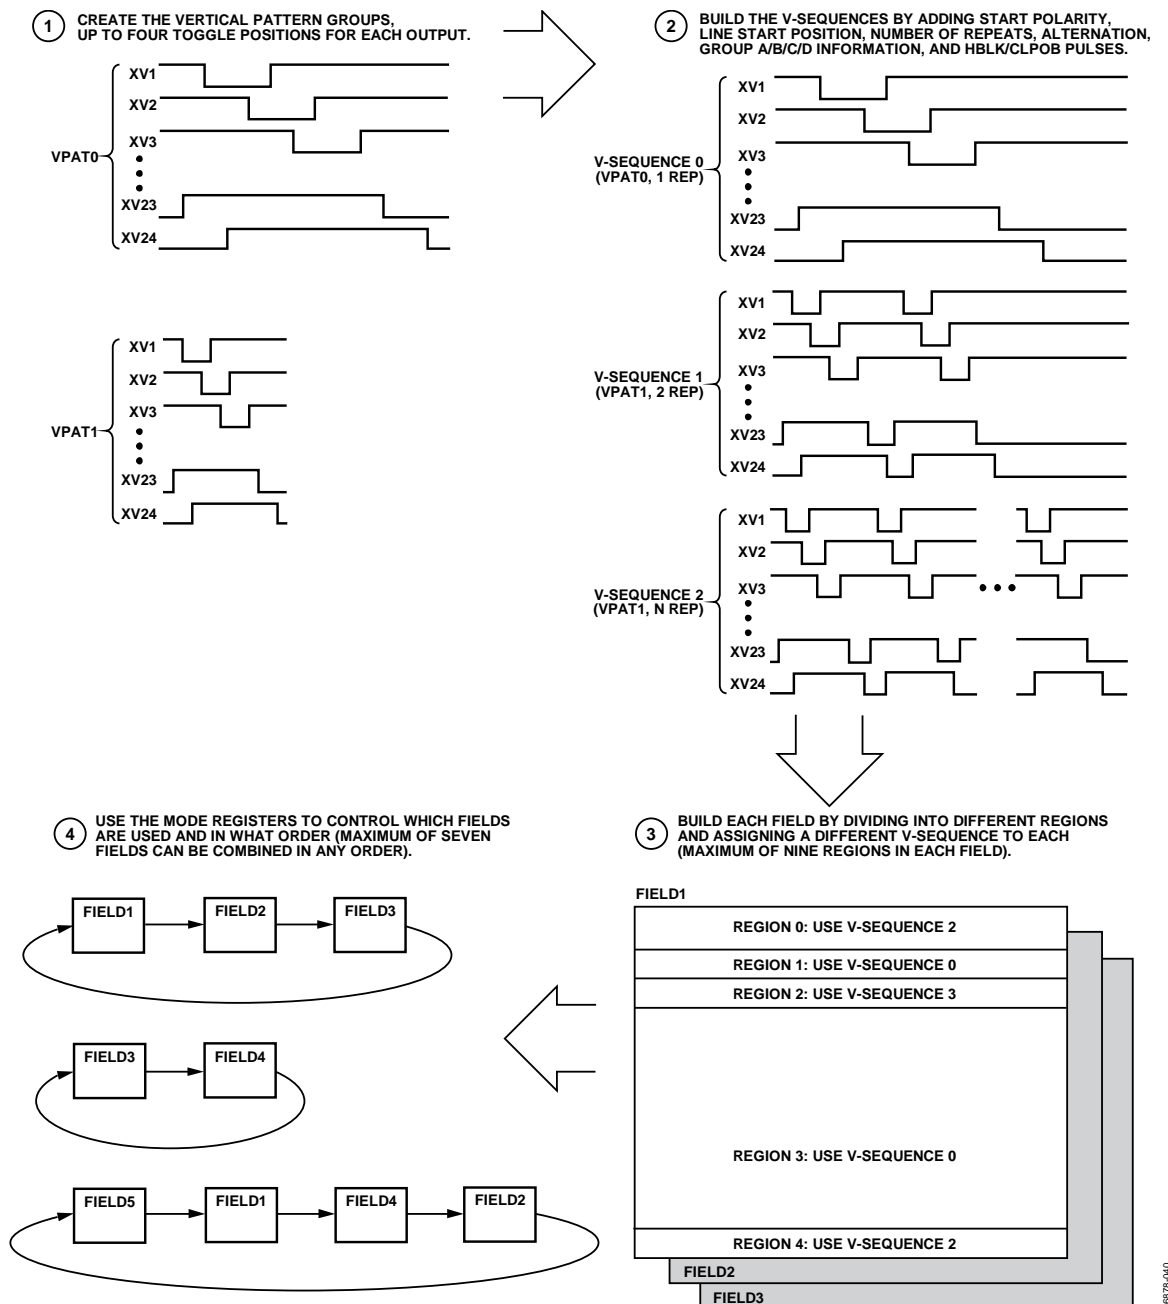 1
CREATE THE VERTICAL PATTERN GROUPS,
UP TO FOUR TOGGLE POSITIONS FOR EACH OUTPUT.
XV1
XV2
XV3
VPAT0
XV23
XV24
XV1
XV2
XV3
VPAT1
XV23
XV24
2
BUILD THE V-SEQUENCES BY ADDING START POLARITY,
LINE START POSITION, NUMBER OF REPEATS, ALTERNATION,
GROUP A/B/C/D INFORMATION, AND HBLK/CLPOB PULSES.
XV1
XV2
XV3
V-SEQUENCE 0
(VPAT0, 1 REP)
XV23
XV24
XV1
XV2
XV3
V-SEQUENCE 1
(VPAT1, 2 REP)
XV23
XV24
XV1
XV2
XV3
V-SEQUENCE 2
(VPAT1, N REP)
XV23
XV24
4
USE THE MODE REGISTERS TO CONTROL WHICH FIELDS
ARE USED AND IN WHAT ORDER (MAXIMUM OF SEVEN
FIELDS CAN BE COMBINED IN ANY ORDER).
FIELD1
FIELD2
FIELD3
FIELD3
FIELD4
FIELD5
FIELD1
FIELD4
FIELD2
3
BUILD EACH FIELD BY DIVIDING INTO DIFFERENT REGIONS
AND ASSIGNING A DIFFERENT V-SEQUENCE TO EACH
(MAXIMUM OF NINE REGIONS IN EACH FIELD).
FIELD1
REGION 0: USE V-SEQUENCE 2
REGION 1: USE V-SEQUENCE 0
REGION 2: USE V-SEQUENCE 3
REGION 3: USE V-SEQUENCE 0
REGION 4: USE V-SEQUENCE 2
FIELD2
FIELD3